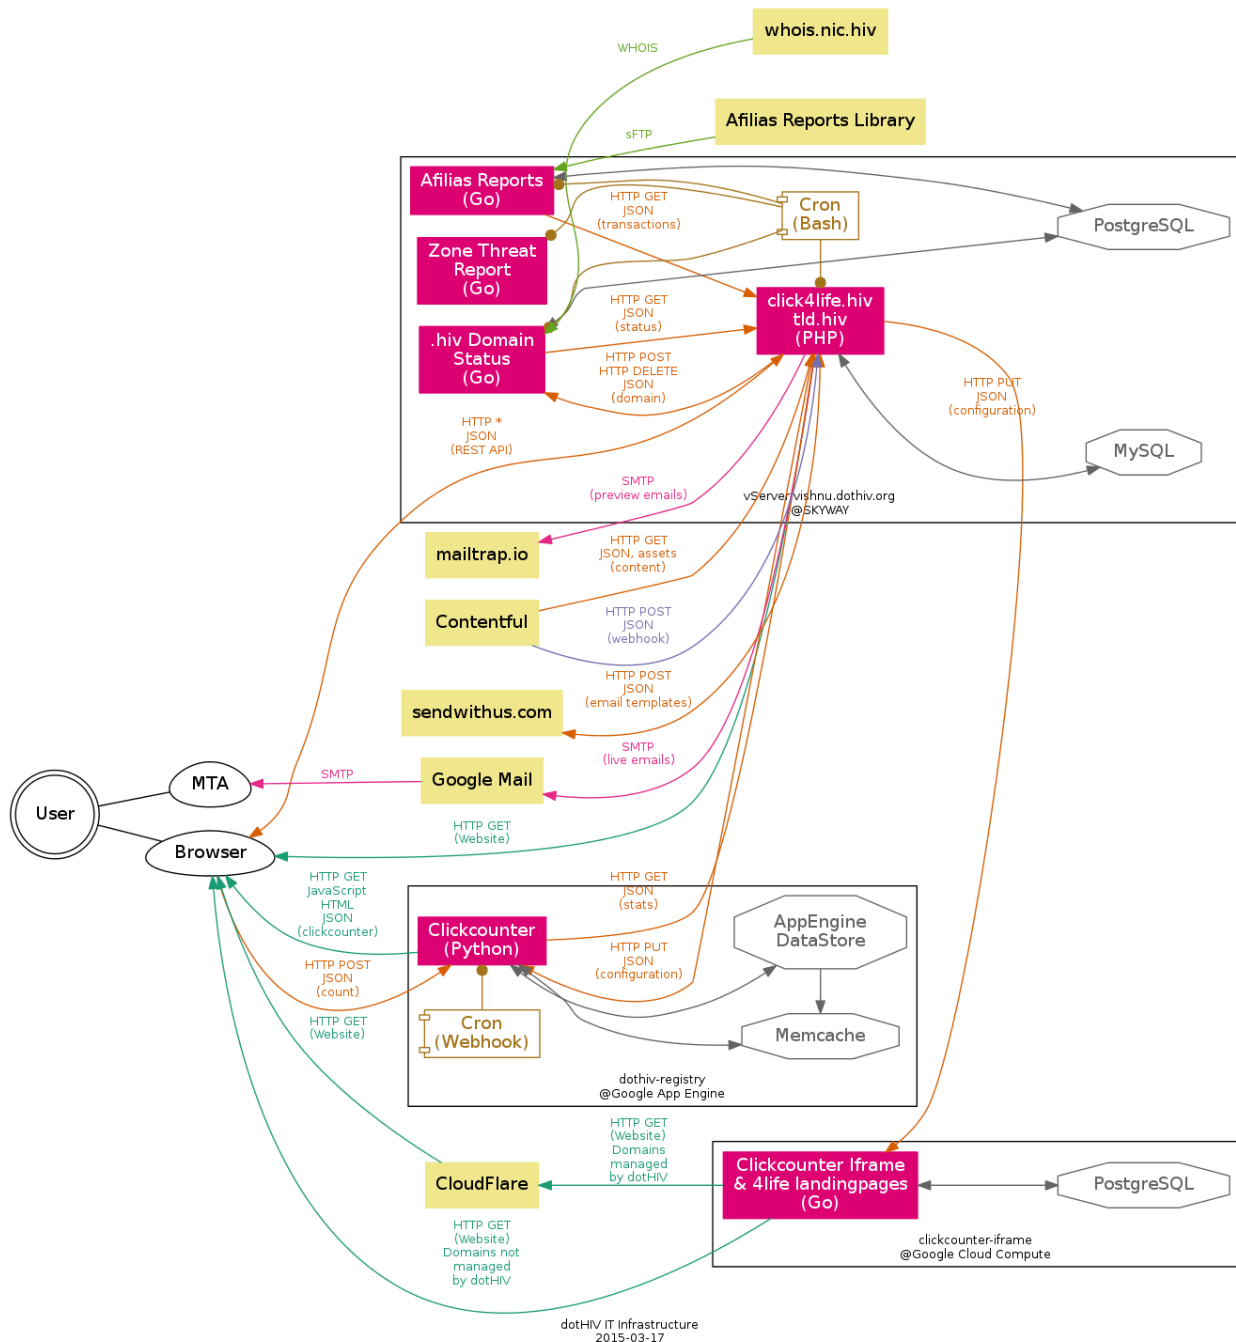 whois.nic.hiv
WHOIS
Afilias Reports Library
sFTP
Afilias Reports
(Go)
HTTP GET
JSON
(transactions)
Cron
(Bash)
PostgreSQL
Zone Threat
Report
(Go)
click4life.hiv
tld.hiv
(PHP)
HTTP GET
JSON
(status)
.hiv Domain
Status
(Go)
HTTP POST
HTTP DELETE
JSON
(domain)
HTTP PUT
JSON
(configuration)
HTTP *
JSON
(REST API)
MySQL
SMTP
(preview emails)
vServer vishnu.dothiv.org
@SKYWAY
mailtrap.io
HTTP GET
JSON, assets
(content)
Contentful
HTTP POST
JSON
(webhook)
HTTP POST
JSON
(email templates)
sendwithus.com
SMTP
(live emails)
Google Mail
SMTP
MTA
User
Browser
HTTP GET
(Website)
HTTP GET
JavaScript
HTML
JSON
(clickcounter)
HTTP GET
JSON
(stats)
Clickcounter
(Python)
AppEngine
DataStore
HTTP PUT
JSON
(configuration)
HTTP POST
JSON
(count)
HTTP GET
(Website)
Cron
(Webhook)
Memcache
dothiv-registry
@Google App Engine
HTTP GET
(Website)
Domains
managed
by dotHIV
CloudFlare
Clickcounter Iframe
& 4life landingpages
(Go)
PostgreSQL
HTTP GET
(Website)
Domains not
managed
by dotHIV
clickcounter-iframe
@Google Cloud Compute
dotHIV IT Infrastructure
2015-03-17